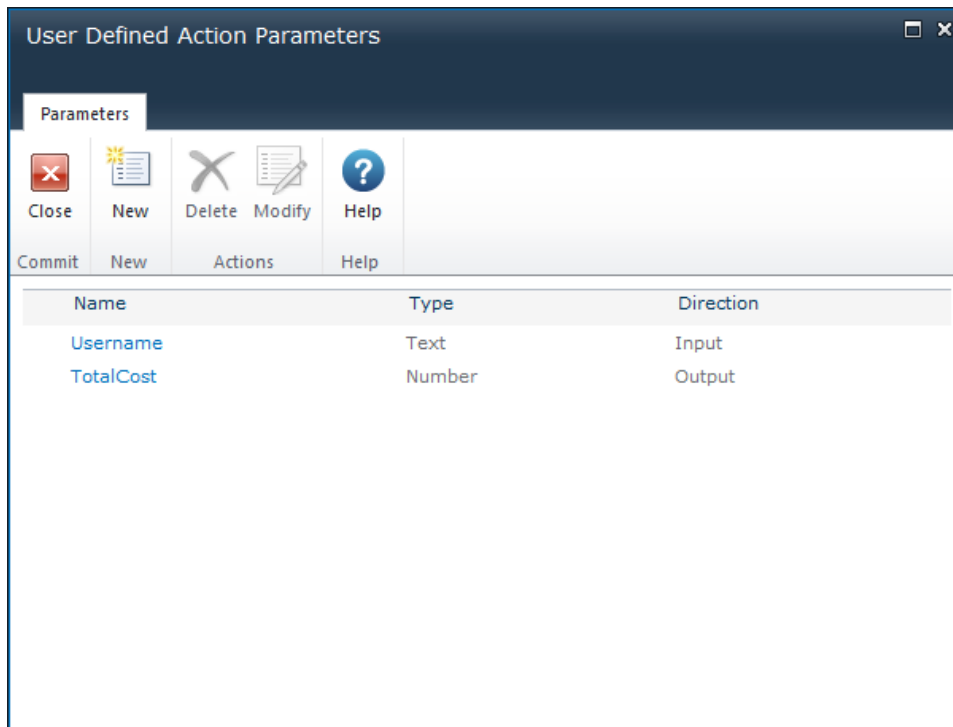 User Defined Action Parameters
Parameters
Close New Delete Modify Help
Commit New Actions Help
Name Type Direction
Username Text Input
TotalCost Number Output